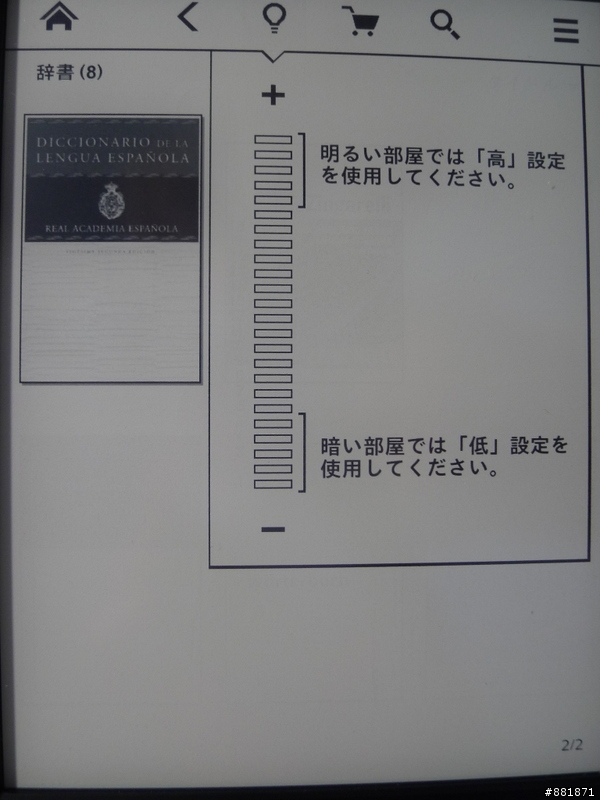 辞書 (8)
DICCIONARIO DE LA
LENGUA ESPAÑOLA
REAL ACADEMIA ESPAÑOLA
+
明るい部屋では「高」設定
を使用してください。
暗い部屋では「低」設定を
使用してください。
−
2/2
#881871